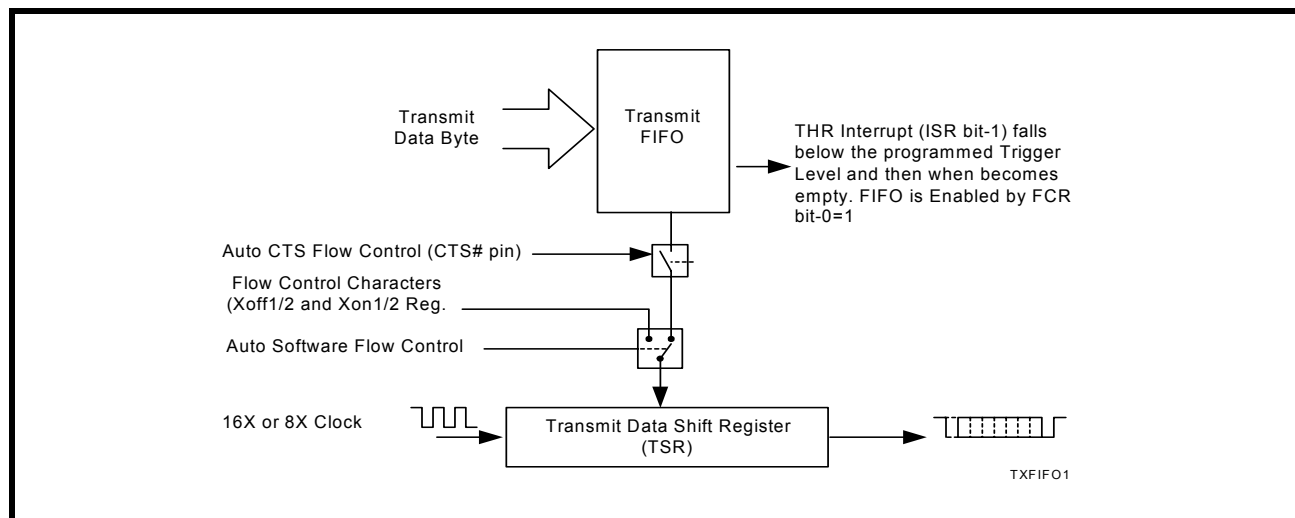 Transmit
Data Byte
Transmit
FIFO
THR Interrupt (ISR bit-1) falls
below the programmed Trigger
Level and then when becomes
empty. FIFO is Enabled by FCR
bit-0=1
Auto CTS Flow Control (CTS# pin)
Flow Control Characters
(Xoff1/2 and Xon1/2 Reg.
Auto Software Flow Control
16X or 8X Clock
Transmit Data Shift Register
(TSR)
TXFIFO1